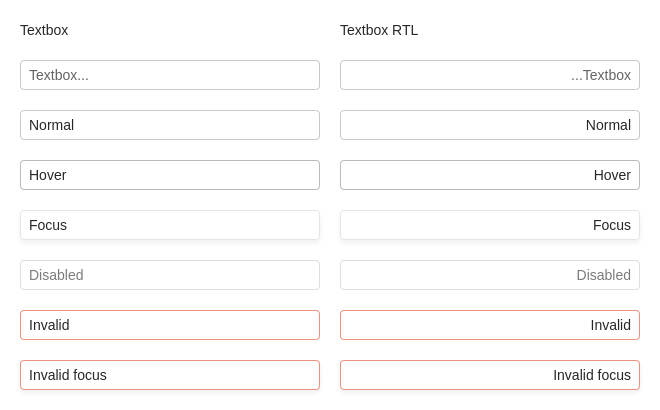 Textbox
Textbox RTL
Textbox...
...Textbox
Normal
Normal
Hover
Hover
Focus
Focus
Disabled
Disabled
Invalid
Invalid
Invalid focus
Invalid focus